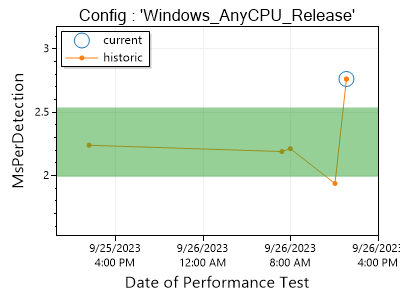 Config : 'Windows_AnyCPU_Release'
current
historic
3
2.5
2
MsPerDetection
9/25/2023 9/26/2023 9/26/2023 9/26/2023
4:00 PM 12:00 AM 8:00 AM 4:00 PM
Date of Performance Test